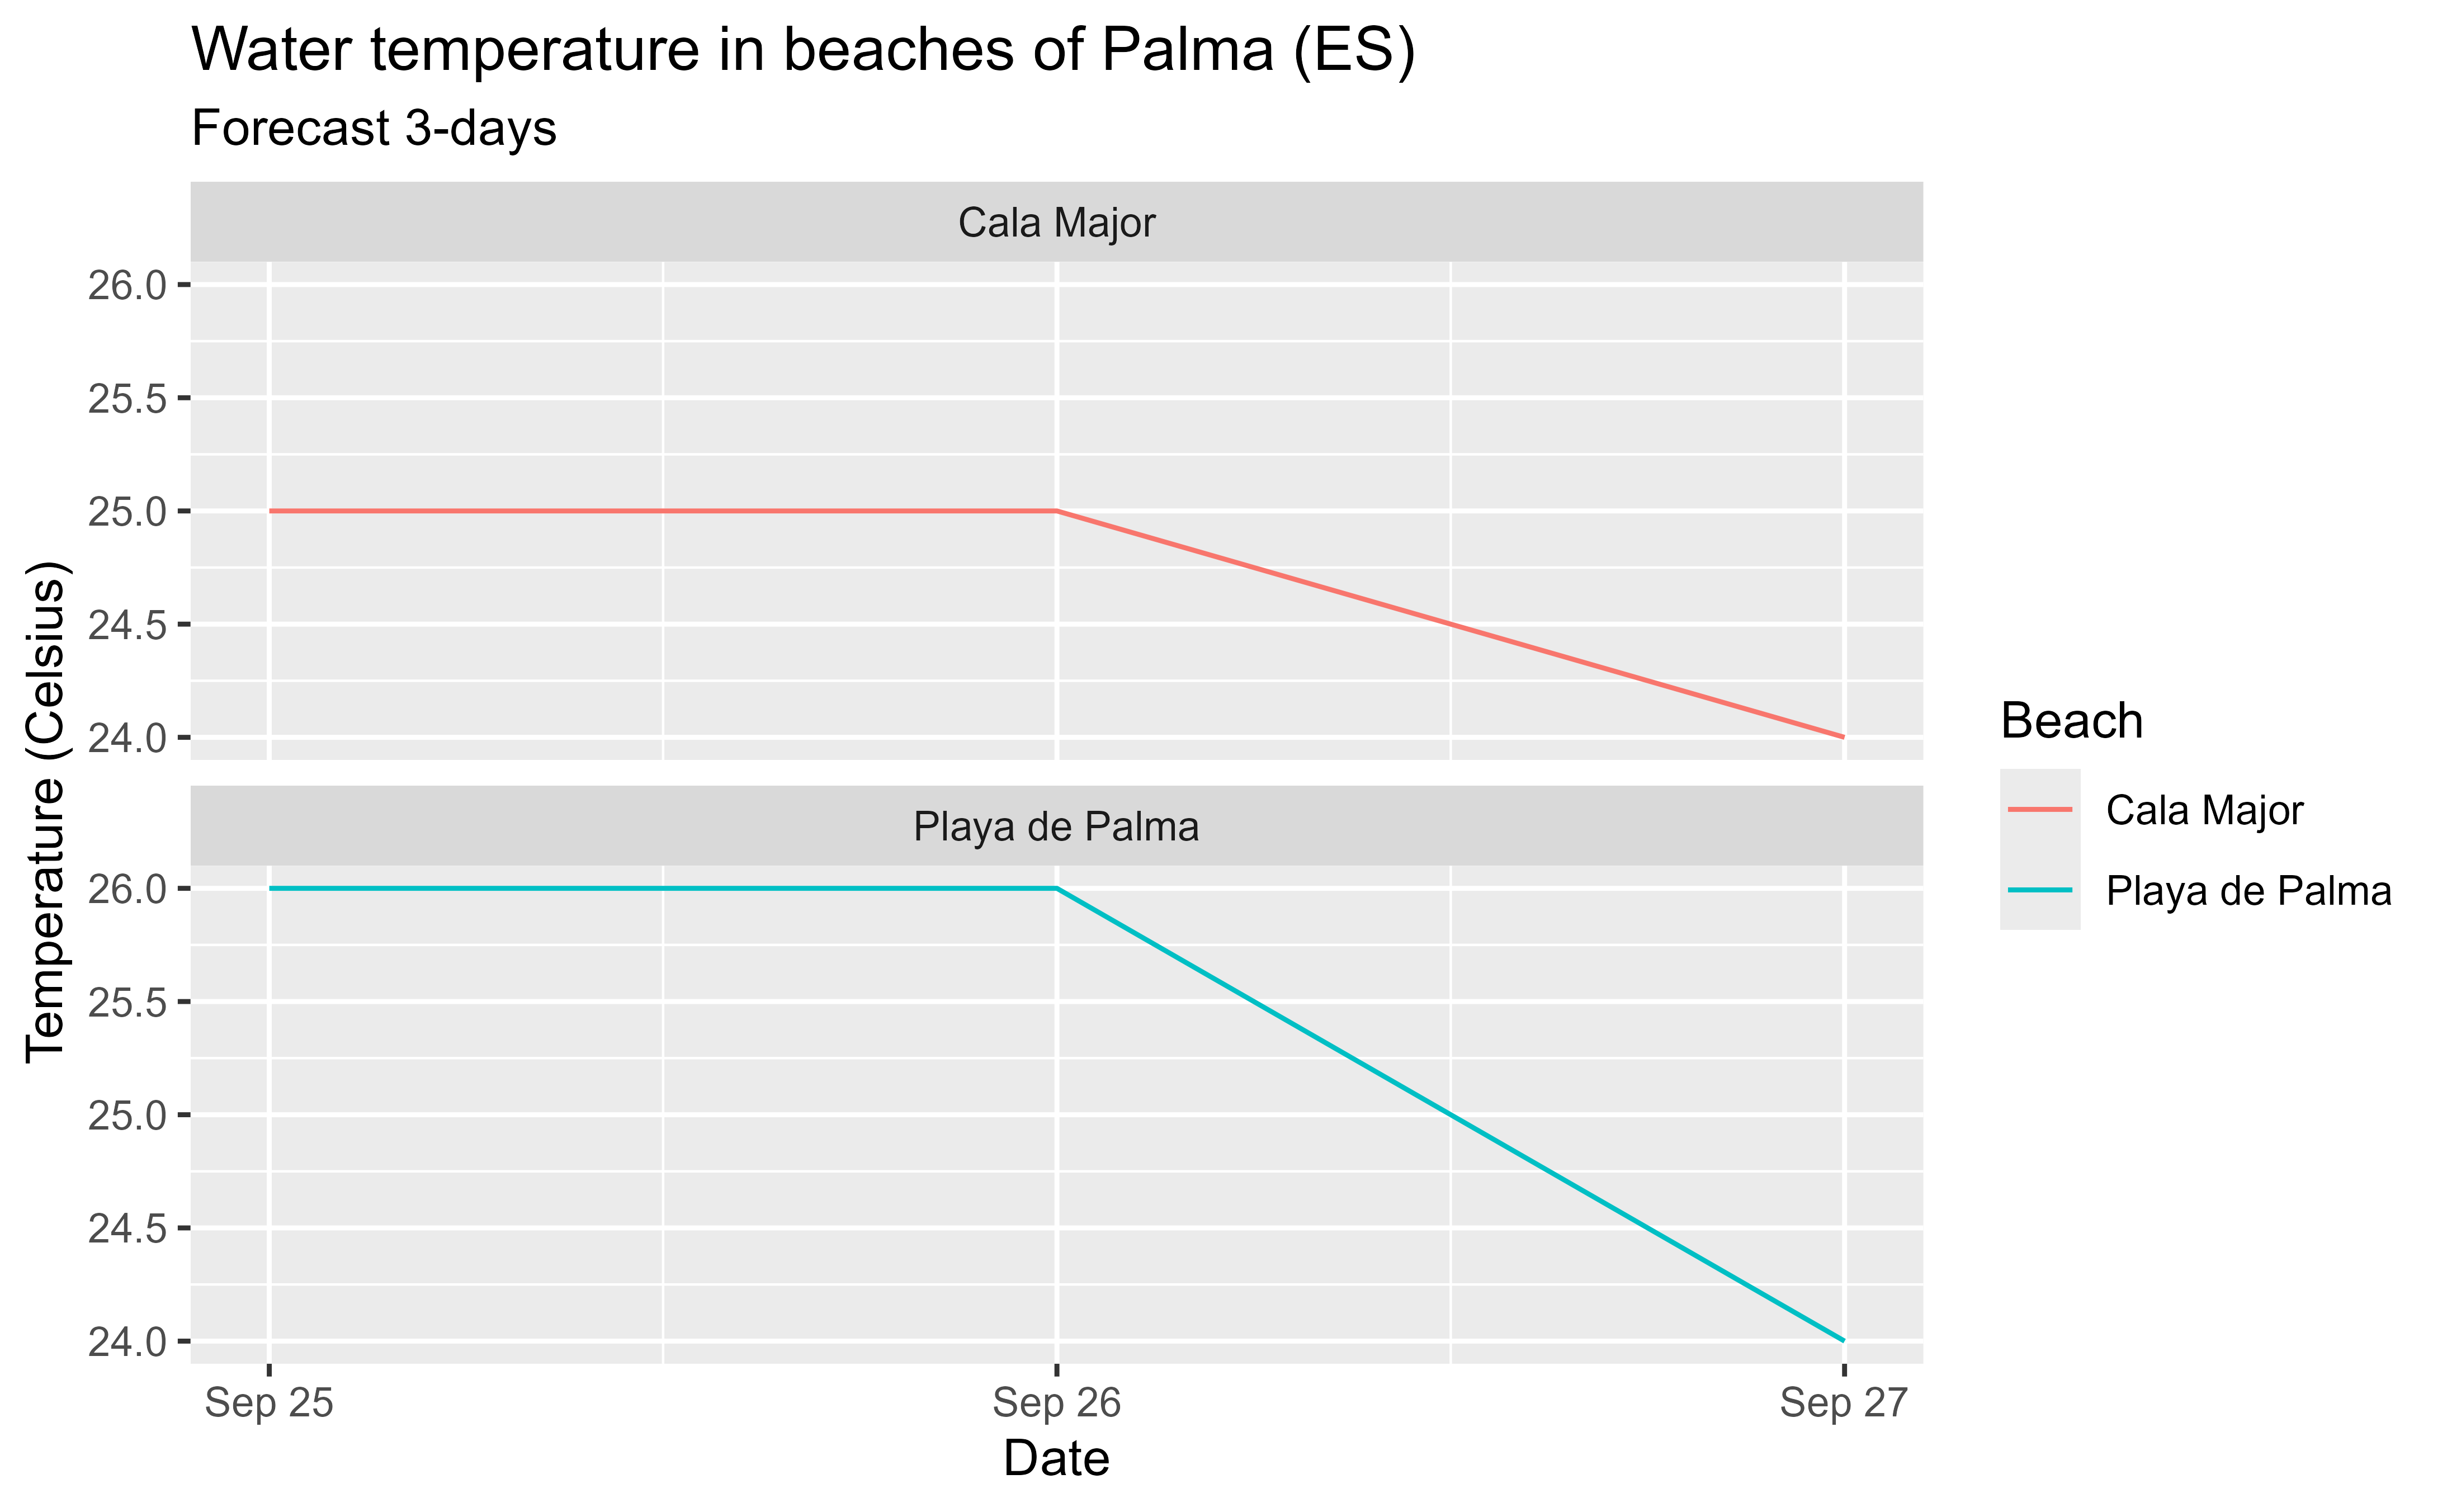 Water temperature in beaches of Palma (ES)
Forecast 3-days
Cala Major
26.0
25.5
25.0
24.5
24.0
Temperature (Celsius)
Playa de Palma
26.0
25.5
25.0
24.5
24.0
Sep 25
Sep 26
Sep 27
Date
Beach
Cala Major
Playa de Palma